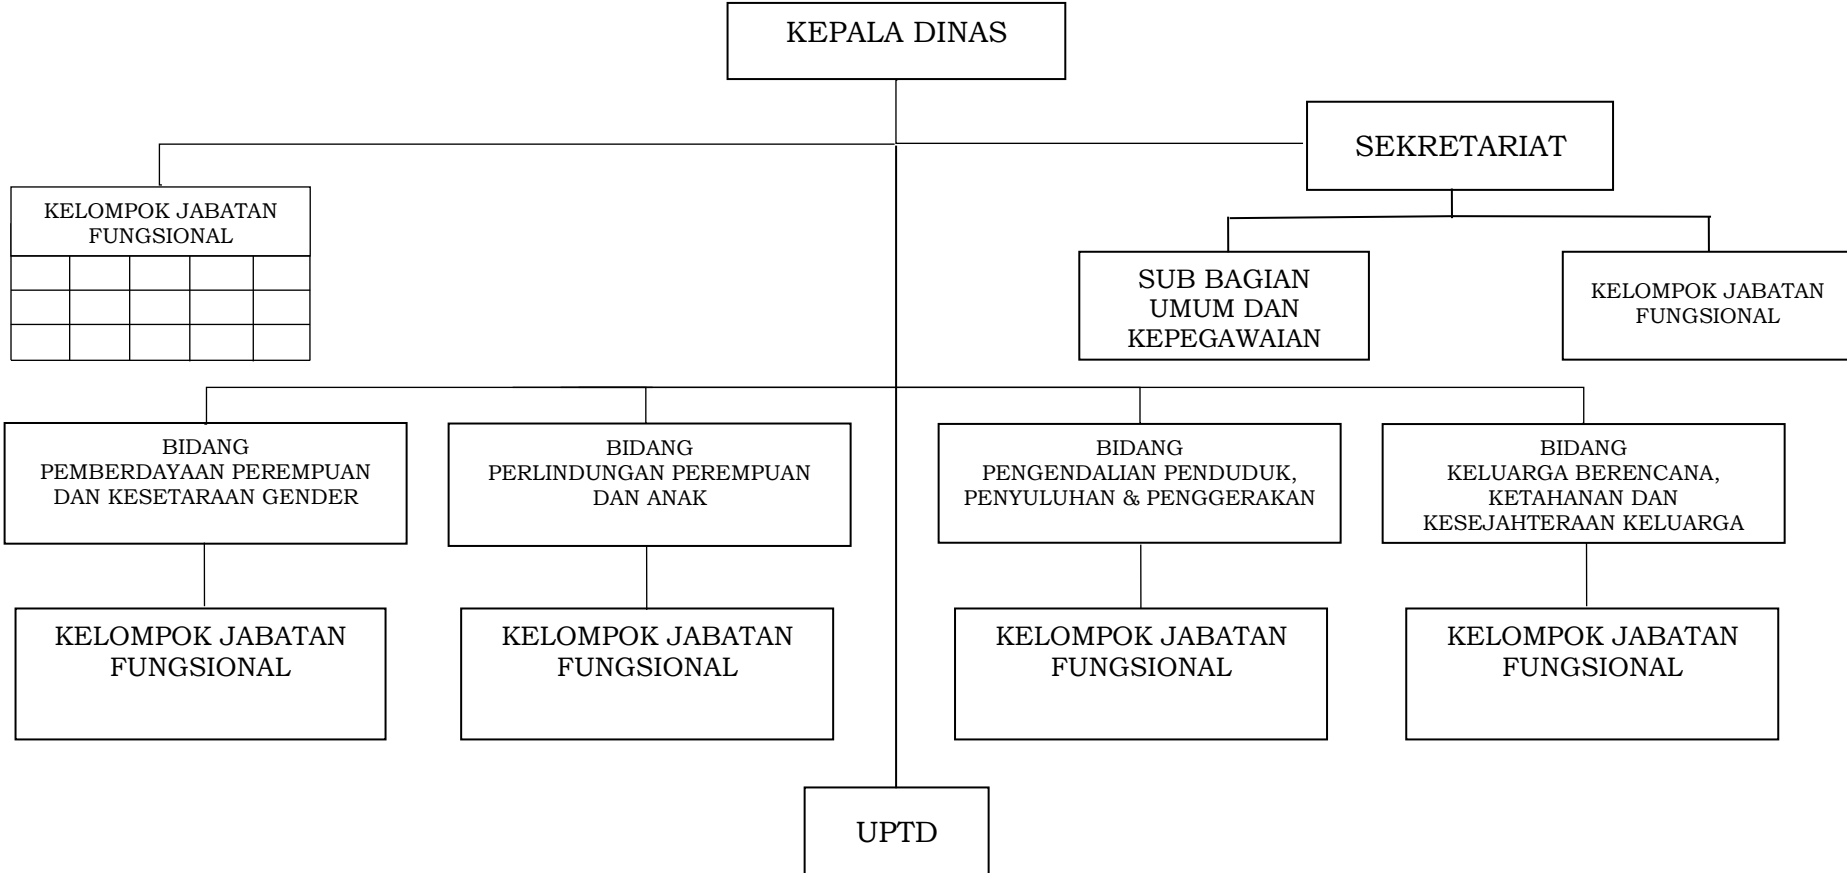 KEPALA DINAS
SEKRETARIAT
KELOMPOK JABATAN
FUNGSIONAL
SUB BAGIAN
UMUM DAN
KEPEGAWAIAN
KELOMPOK JABATAN
FUNGSIONAL
BIDANG
PEMBERDAYAAN PEREMPUAN
DAN KESETARAAN GENDER
BIDANG
PERLINDUNGAN PEREMPUAN
DAN ANAK
BIDANG
PENGENDALIAN PENDUDUK,
PENYULUHAN & PENGGERAKAN
BIDANG
KELUARGA BERENCANA,
KETAHANAN DAN
KESEJAHTERAAN KELUARGA
KELOMPOK JABATAN
FUNGSIONAL
KELOMPOK JABATAN
FUNGSIONAL
KELOMPOK JABATAN
FUNGSIONAL
KELOMPOK JABATAN
FUNGSIONAL
UPTD